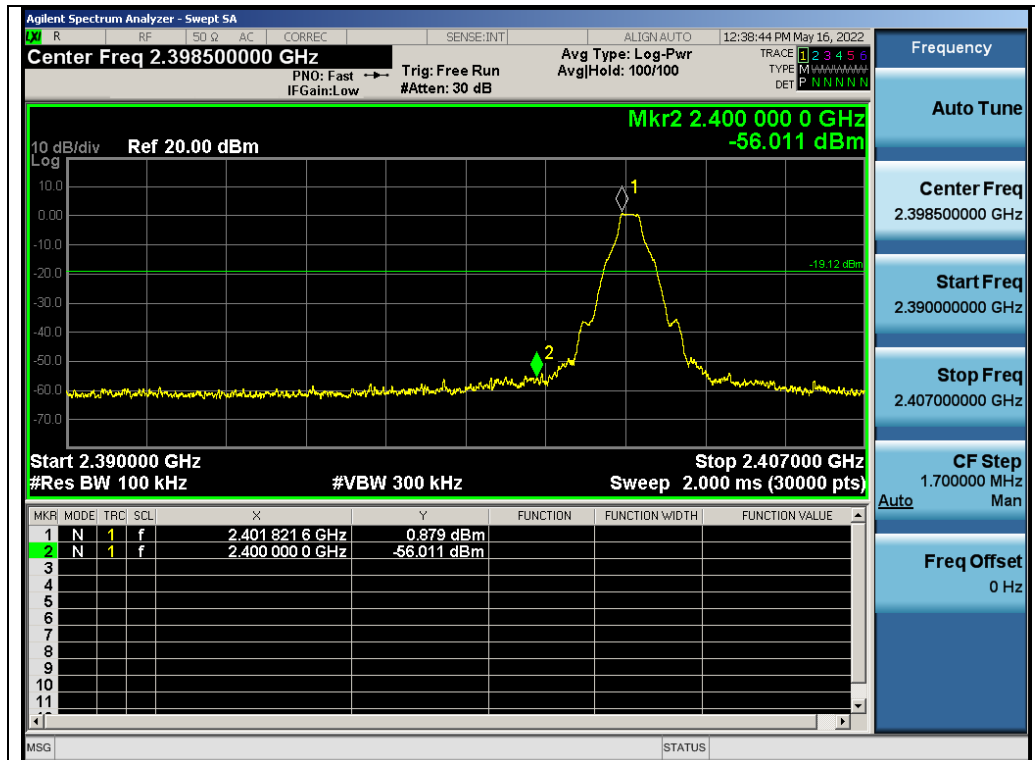 Agilent Spectrum Analyzer - Swept SA
LXI R RF 50 Ω AC CORREC SENSE:INT ALIGN AUTO 12:38:44 PM May 16, 2022
Center Freq 2.398500000 GHz
PNO: Fast
IFGain:Low
Trig: Free Run
#Atten: 30 dB
Avg Type: Log-Pwr
Avg|Hold: 100/100
TRACE 1 2 3 4 5 6
TYPE M
DET P N N N N N
Mkr2 2.400 000 0 GHz
-56.011 dBm
10 dB/div Ref 20.00 dBm
Log
10.0
0.00
-10.0
-20.0
-30.0
-40.0
-50.0
-60.0
-70.0
1
-19.12 dBm
2
Start 2.390000 GHz Stop 2.407000 GHz
#Res BW 100 kHz #VBW 300 kHz Sweep 2.000 ms (30000 pts)
MKR MODE TRC SCL X Y FUNCTION FUNCTION WIDTH FUNCTION VALUE
1 N 1 f 2.401 821 6 GHz 0.879 dBm
2 N 1 f 2.400 000 0 GHz -56.011 dBm
3
4
5
6
7
8
9
10
11
MSG STATUS
Frequency
Auto Tune
Center Freq
2.398500000 GHz
Start Freq
2.390000000 GHz
Stop Freq
2.407000000 GHz
CF Step
1.700000 MHz
Auto Man
Freq Offset
0 Hz